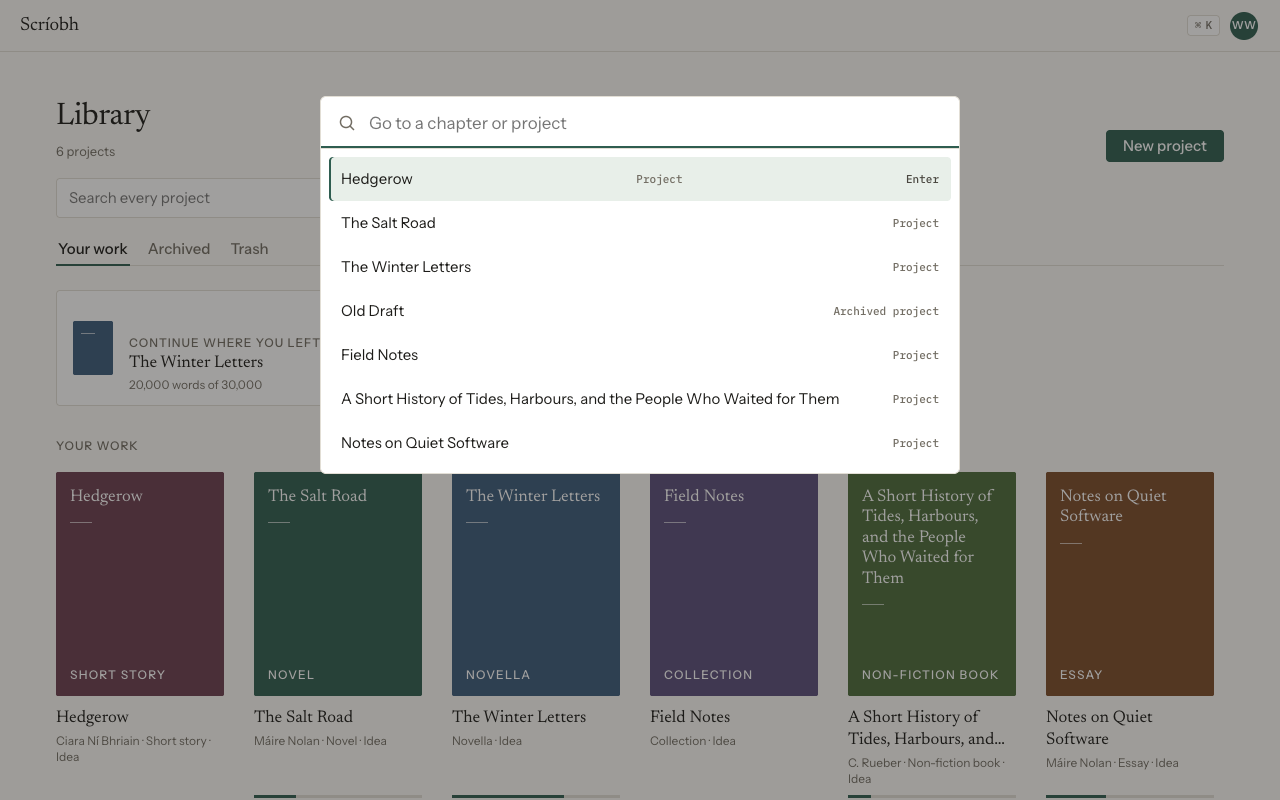 Scríobh
⌘ K
WW
Library
6 projects
New project
Search every project
Your work
Archived
Trash
CONTINUE WHERE YOU LEFT
The Winter Letters
20,000 words of 30,000
Go to a chapter or project
Hedgerow Project Enter
The Salt Road Project
The Winter Letters Project
Old Draft Archived project
Field Notes Project
A Short History of Tides, Harbours, and the People Who Waited for Them Project
Notes on Quiet Software Project
YOUR WORK
Hedgerow
SHORT STORY
Hedgerow
Ciara Ní Bhriain · Short story ·
Idea
The Salt Road
NOVEL
The Salt Road
Máire Nolan · Novel · Idea
The Winter Letters
NOVELLA
The Winter Letters
Novella · Idea
Field Notes
COLLECTION
Field Notes
Collection · Idea
A Short History of
Tides, Harbours,
and the People
Who Waited for
Them
NON-FICTION BOOK
A Short History of
Tides, Harbours, and...
C. Rueber · Non-fiction book ·
Idea
Notes on Quiet
Software
ESSAY
Notes on Quiet
Software
Máire Nolan · Essay · Idea